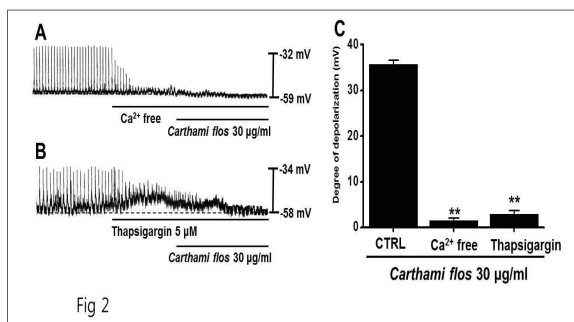 A
-32 mV
-59 mV
Ca²⁺ free
Carthami flos 30 µg/ml
B
-34 mV
-58 mV
Thapsigargin 5 µM
Carthami flos 30 µg/ml
C
Degree of depolarization (mV)
40
30
20
10
0
**
**
CTRL Ca²⁺ free Thapsigargin
Carthami flos 30 µg/ml
Fig 2